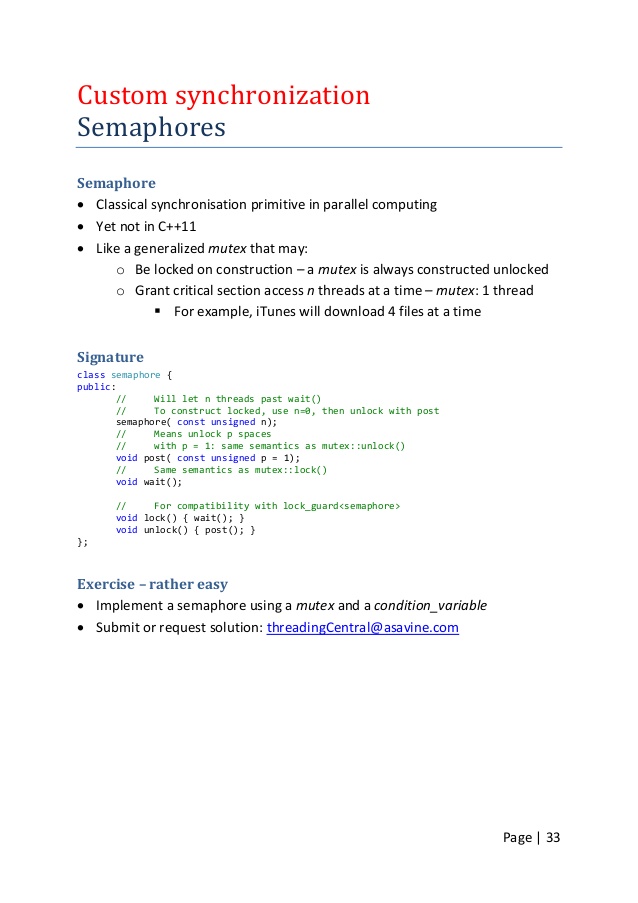 Custom synchronization
Semaphores
Semaphore
• Classical synchronisation primitive in parallel computing
• Yet not in C++11
• Like a generalized mutex that may:
o Be locked on construction – a mutex is always constructed unlocked
o Grant critical section access n threads at a time – mutex: 1 thread
▪ For example, iTunes will download 4 files at a time
Signature
class semaphore {
public:
// Will let n threads past wait()
// To construct locked, use n=0, then unlock with post
semaphore( const unsigned n);
// Means unlock p spaces
// with p = 1: same semantics as mutex::unlock()
void post( const unsigned p = 1);
// Same semantics as mutex::lock()
void wait();
// For compatibility with lock_guard<semaphore>
void lock() { wait(); }
void unlock() { post(); }
};
Exercise – rather easy
• Implement a semaphore using a mutex and a condition_variable
• Submit or request solution: threadingCentral@asavine.com
Page | 33